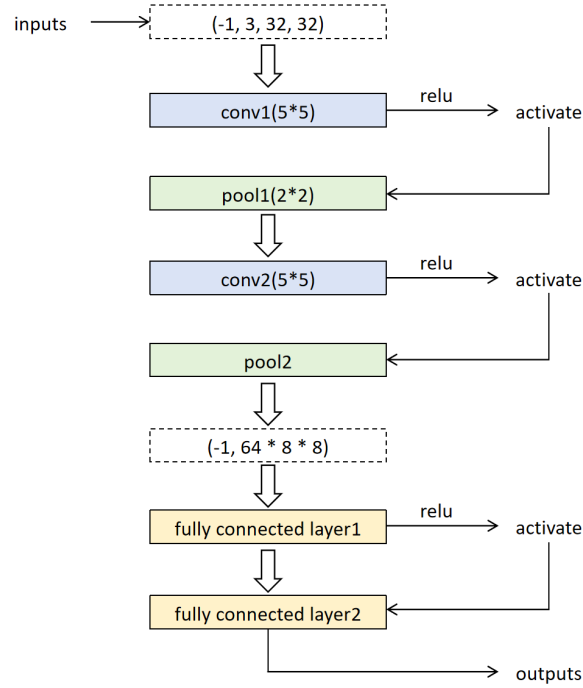 inputs
(-1, 3, 32, 32)
conv1(5*5)
relu
activate
pool1(2*2)
conv2(5*5)
relu
activate
pool2
(-1, 64 * 8 * 8)
fully connected layer1
relu
activate
fully connected layer2
outputs